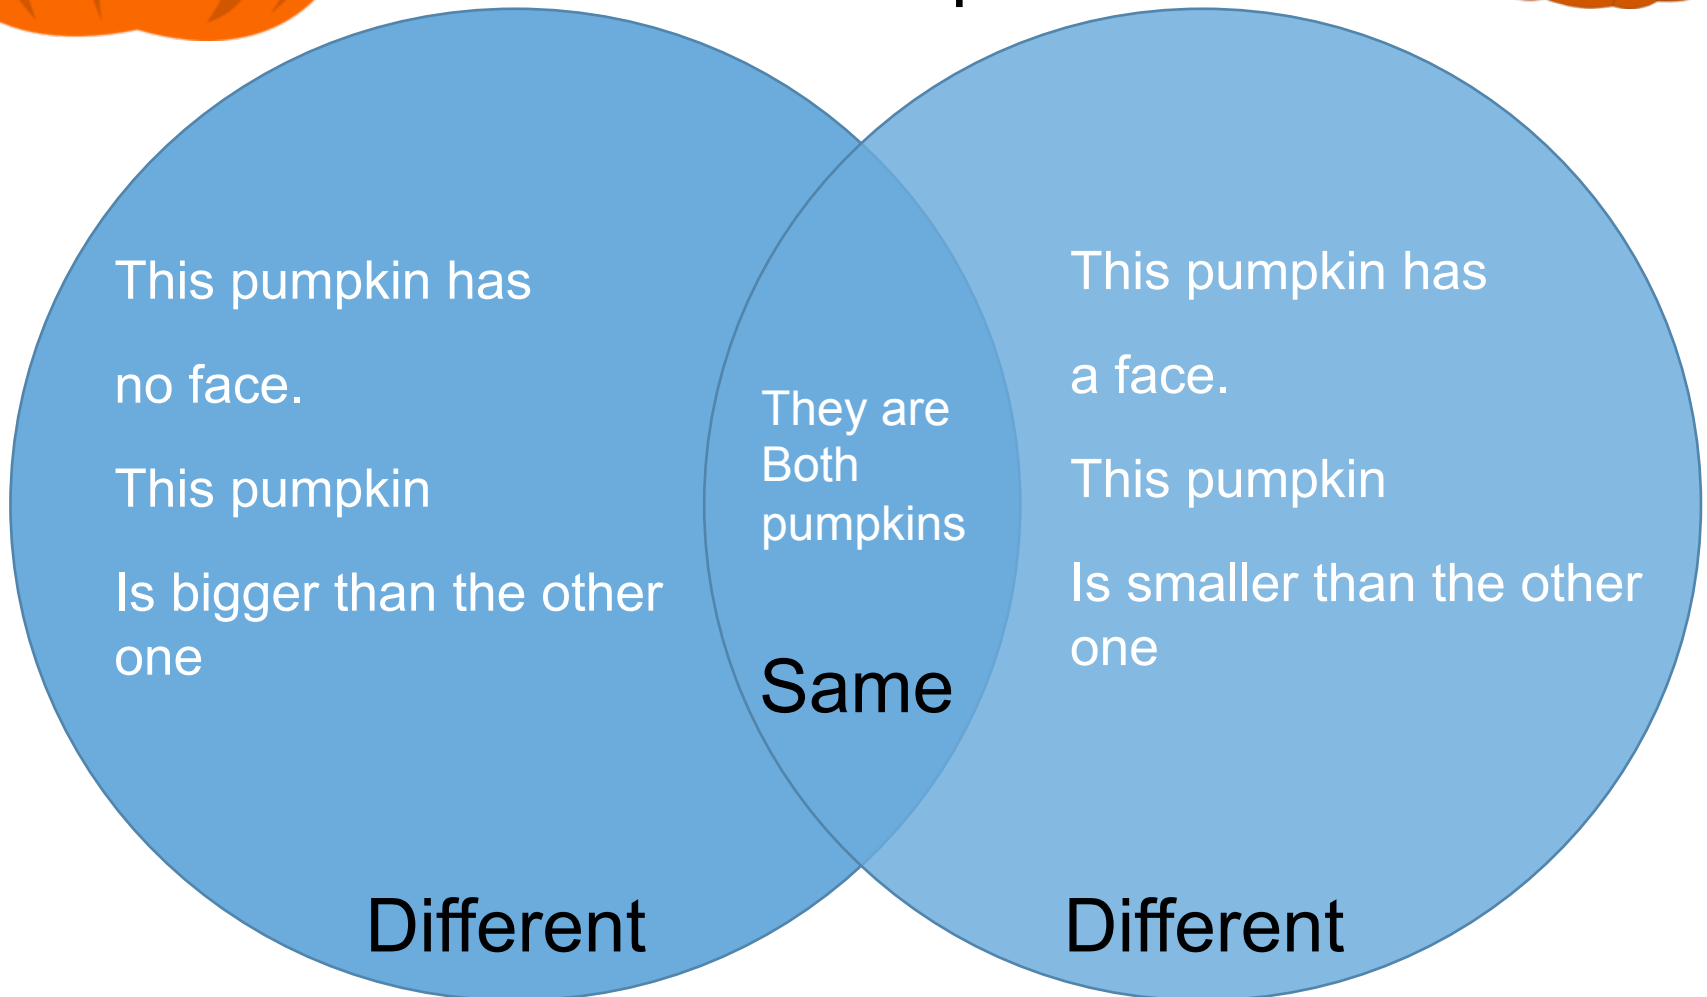 This pumpkin has
no face.
This pumpkin
Is bigger than the other
one
Different
They are
Both
pumpkins
Same
This pumpkin has
a face.
This pumpkin
Is smaller than the other
one
Different